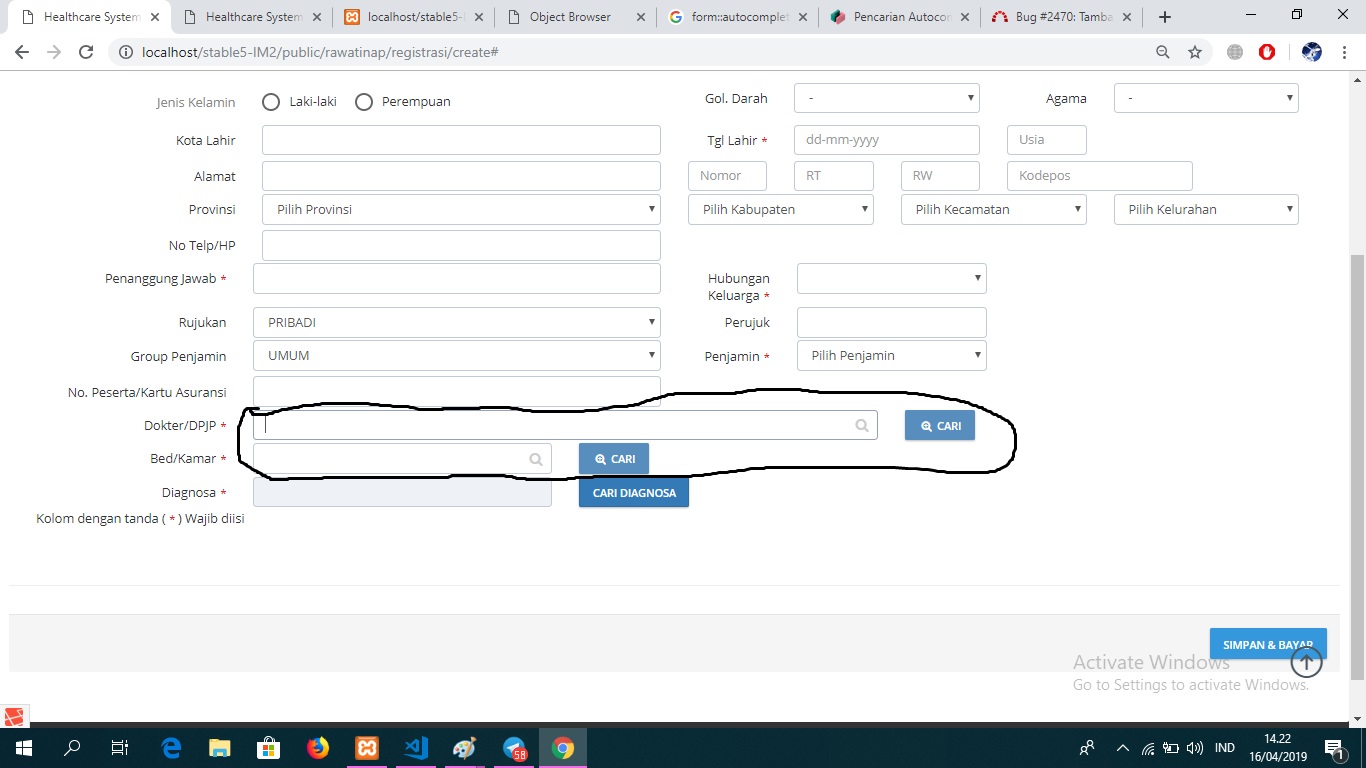 Healthcare System
Healthcare System
localhost/stable5-I
Object Browser
form::autocomplet
Pencarian Autocor
Bug #2470: Tamba
localhost/stable5-IM2/public/rawatinap/registrasi/create#
Jenis Kelamin Laki-laki Perempuan Gol. Darah - Agama -
Kota Lahir Tgl Lahir * dd-mm-yyyy Usia
Alamat Nomor RT RW Kodepos
Provinsi Pilih Provinsi Pilih Kabupaten Pilih Kecamatan Pilih Kelurahan
No Telp/HP
Penanggung Jawab * Hubungan
Keluarga *
Rujukan PRIBADI Perujuk
Group Penjamin UMUM Penjamin * Pilih Penjamin
No. Peserta/Kartu Asuransi
Dokter/DPJP * CARI
Bed/Kamar * CARI
Diagnosa * CARI DIAGNOSA
Kolom dengan tanda ( * ) Wajib diisi
SIMPAN & BAYAR
Activate Windows
Go to Settings to activate Windows.
58
IND
14.22
16/04/2019
1